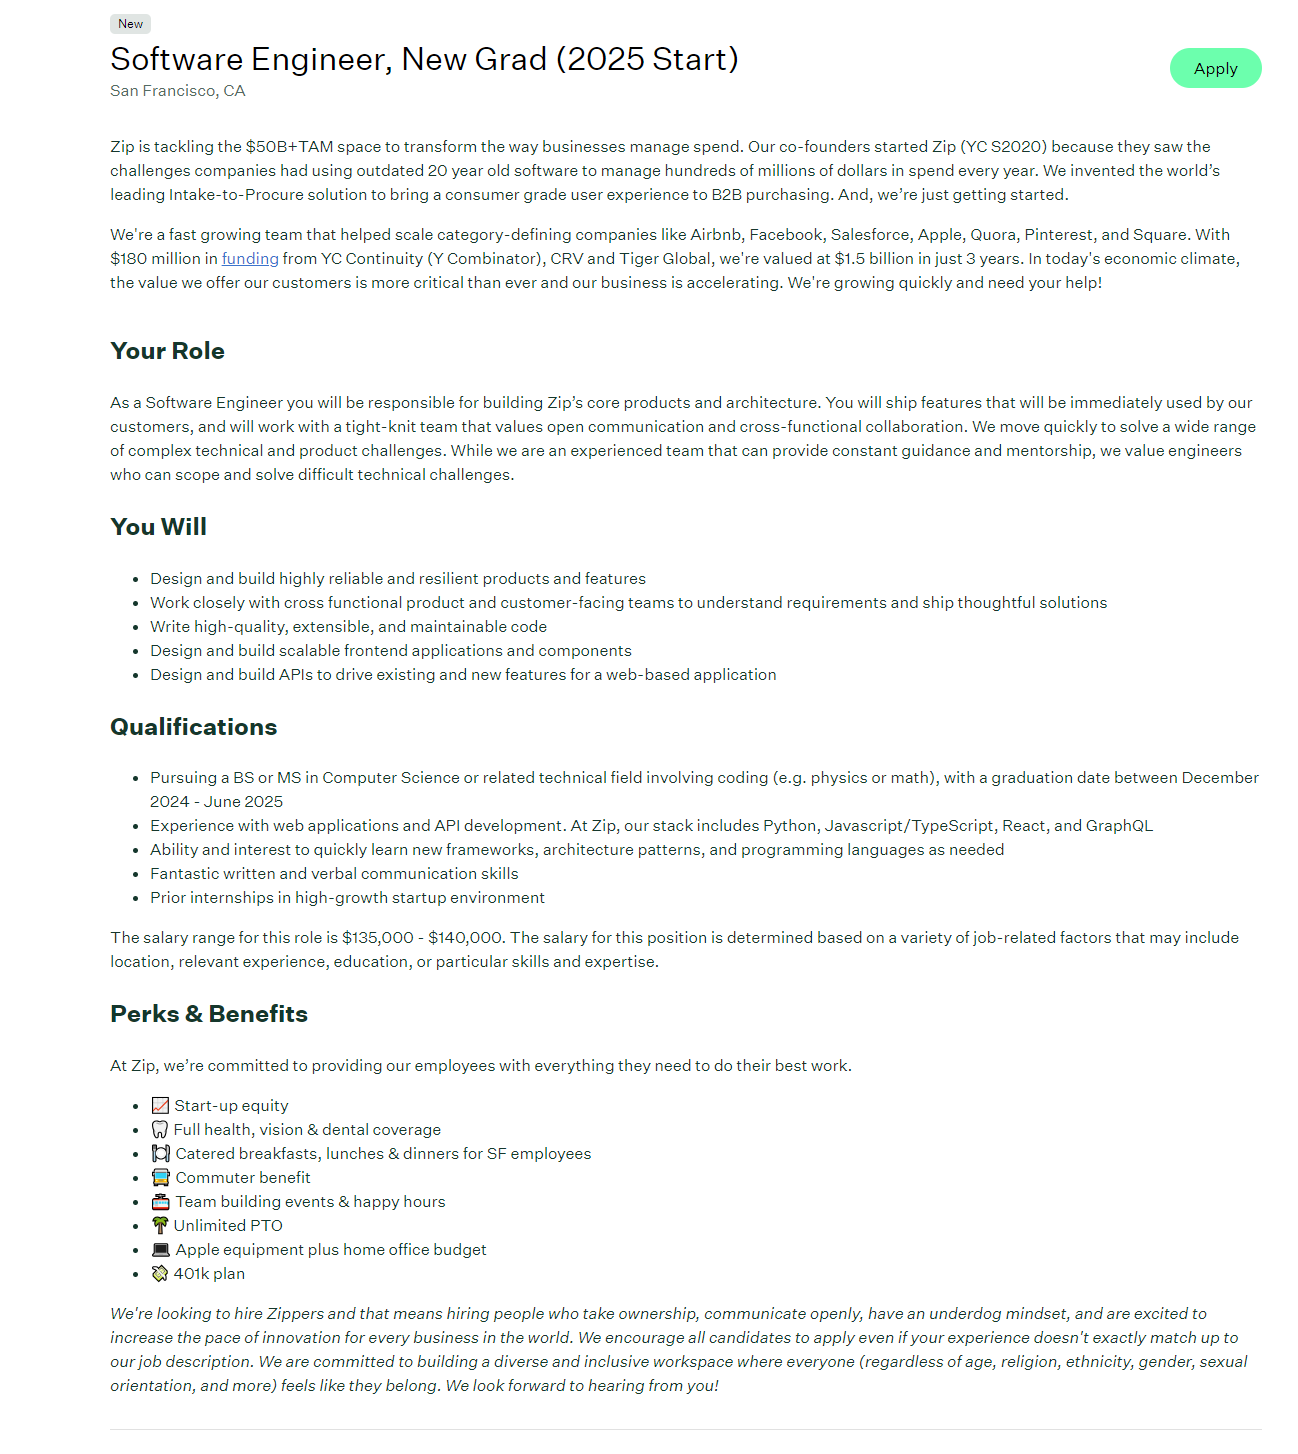 New
Software Engineer, New Grad (2025 Start)
Apply
San Francisco, CA
Zip is tackling the $50B+TAM space to transform the way businesses manage spend. Our co-founders started Zip (YC S2020) because they saw the
challenges companies had using outdated 20 year old software to manage hundreds of millions of dollars in spend every year. We invented the world’s
leading Intake-to-Procure solution to bring a consumer grade user experience to B2B purchasing. And, we’re just getting started.
We're a fast growing team that helped scale category-defining companies like Airbnb, Facebook, Salesforce, Apple, Quora, Pinterest, and Square. With
$180 million in funding from YC Continuity (Y Combinator), CRV and Tiger Global, we're valued at $1.5 billion in just 3 years. In today's economic climate,
the value we offer our customers is more critical than ever and our business is accelerating. We're growing quickly and need your help!
Your Role
As a Software Engineer you will be responsible for building Zip’s core products and architecture. You will ship features that will be immediately used by our
customers, and will work with a tight-knit team that values open communication and cross-functional collaboration. We move quickly to solve a wide range
of complex technical and product challenges. While we are an experienced team that can provide constant guidance and mentorship, we value engineers
who can scope and solve difficult technical challenges.
You Will
• Design and build highly reliable and resilient products and features
• Work closely with cross functional product and customer-facing teams to understand requirements and ship thoughtful solutions
• Write high-quality, extensible, and maintainable code
• Design and build scalable frontend applications and components
• Design and build APIs to drive existing and new features for a web-based application
Qualifications
• Pursuing a BS or MS in Computer Science or related technical field involving coding (e.g. physics or math), with a graduation date between December
2024 - June 2025
• Experience with web applications and API development. At Zip, our stack includes Python, Javascript/TypeScript, React, and GraphQL
• Ability and interest to quickly learn new frameworks, architecture patterns, and programming languages as needed
• Fantastic written and verbal communication skills
• Prior internships in high-growth startup environment
The salary range for this role is $135,000 - $140,000. The salary for this position is determined based on a variety of job-related factors that may include
location, relevant experience, education, or particular skills and expertise.
Perks & Benefits
At Zip, we’re committed to providing our employees with everything they need to do their best work.
• 📈 Start-up equity
• 🦷 Full health, vision & dental coverage
• 🍽 Catered breakfasts, lunches & dinners for SF employees
• 🚍 Commuter benefit
• 🚠 Team building events & happy hours
• 🌴 Unlimited PTO
• 💻 Apple equipment plus home office budget
• 💸 401k plan
We're looking to hire Zippers and that means hiring people who take ownership, communicate openly, have an underdog mindset, and are excited to
increase the pace of innovation for every business in the world. We encourage all candidates to apply even if your experience doesn't exactly match up to
our job description. We are committed to building a diverse and inclusive workspace where everyone (regardless of age, religion, ethnicity, gender, sexual
orientation, and more) feels like they belong. We look forward to hearing from you!